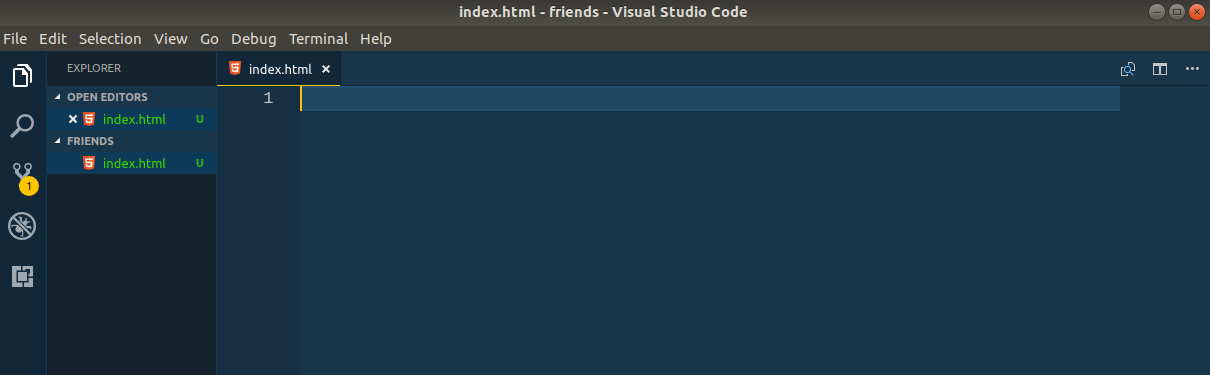 index.html - friends - Visual Studio Code
File Edit Selection View Go Debug Terminal Help
EXPLORER
OPEN EDITORS
index.html U
FRIENDS
index.html U
1
index.html
1